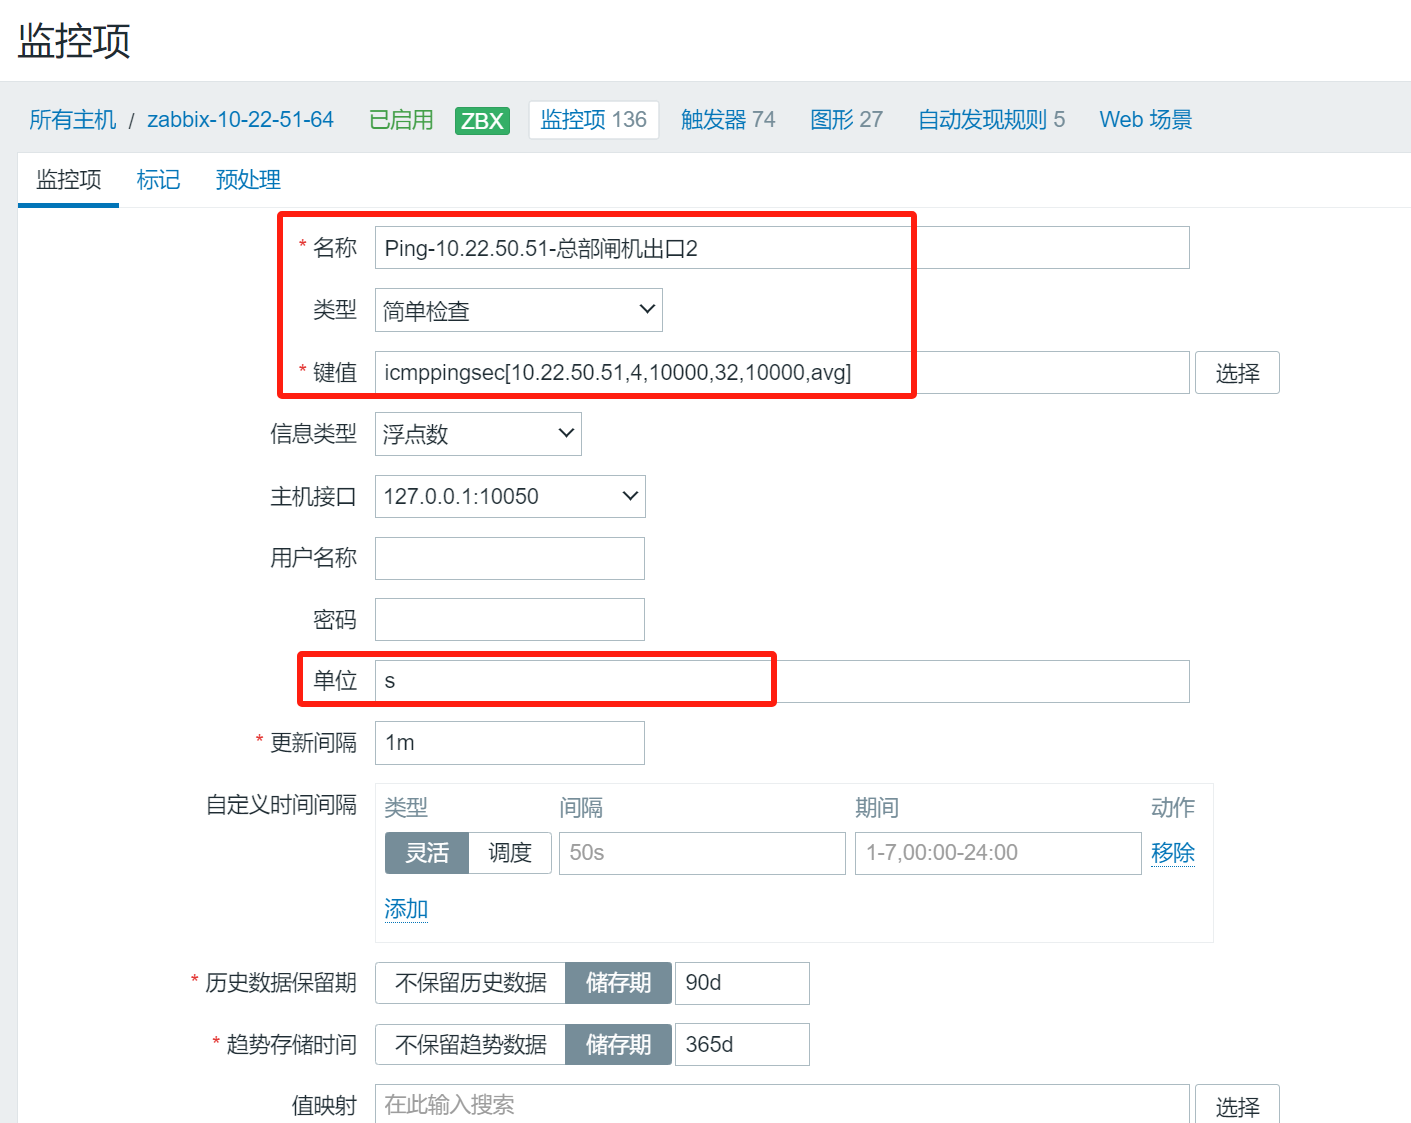 监控项
所有主机 / zabbix-10-22-51-64 已启用 ZBX 监控项 136 触发器 74 图形 27 自动发现规则 5 Web 场景
监控项 标记 预处理
* 名称 Ping-10.22.50.51-总部闸机出口2
类型 简单检查
* 键值 icmppingsec[10.22.50.51,4,10000,32,10000,avg] 选择
信息类型 浮点数
主机接口 127.0.0.1:10050
用户名称
密码
单位 s
* 更新间隔 1m
自定义时间间隔 类型 间隔 期间 动作
灵活 调度 50s 1-7,00:00-24:00 移除
添加
* 历史数据保留期 不保留历史数据 储存期 90d
* 趋势存储时间 不保留趋势数据 储存期 365d
值映射 在此输入搜索 选择